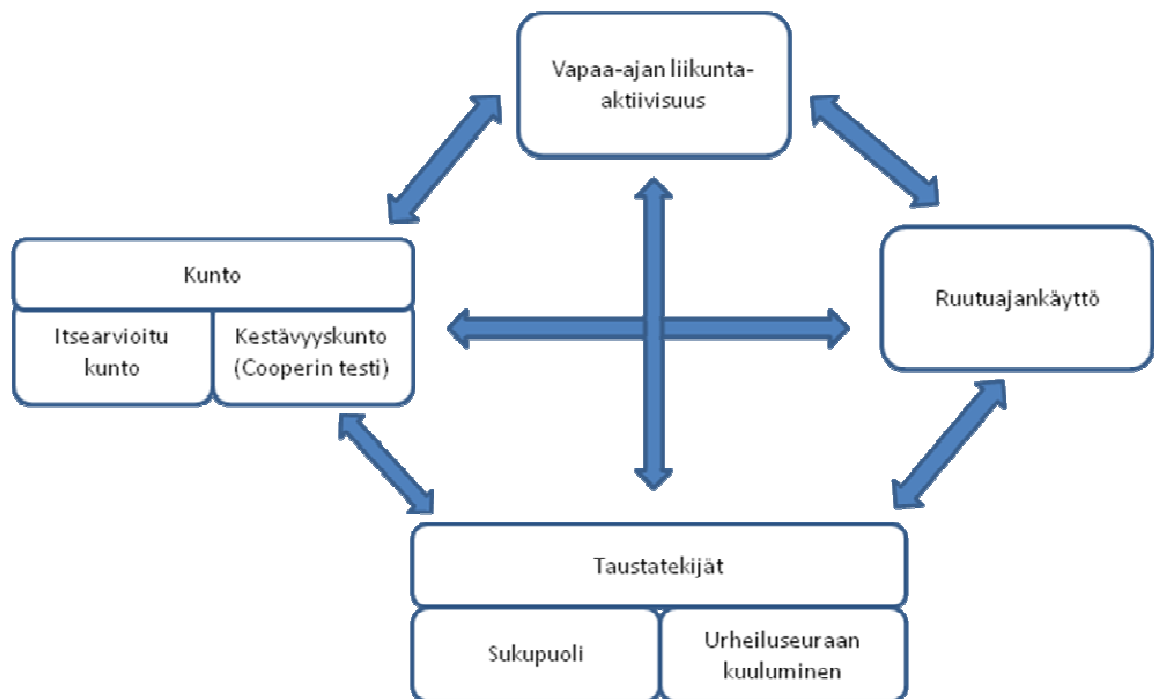 Vapaa-ajan liikunta-
aktiivisuus
Kunto
Itsearvioitu
kunto
Kestävyyskunto
(Cooperin testi)
Ruutuajankäyttö
Taustatekijät
Sukupuoli
Urheiluseuraan
kuuluminen